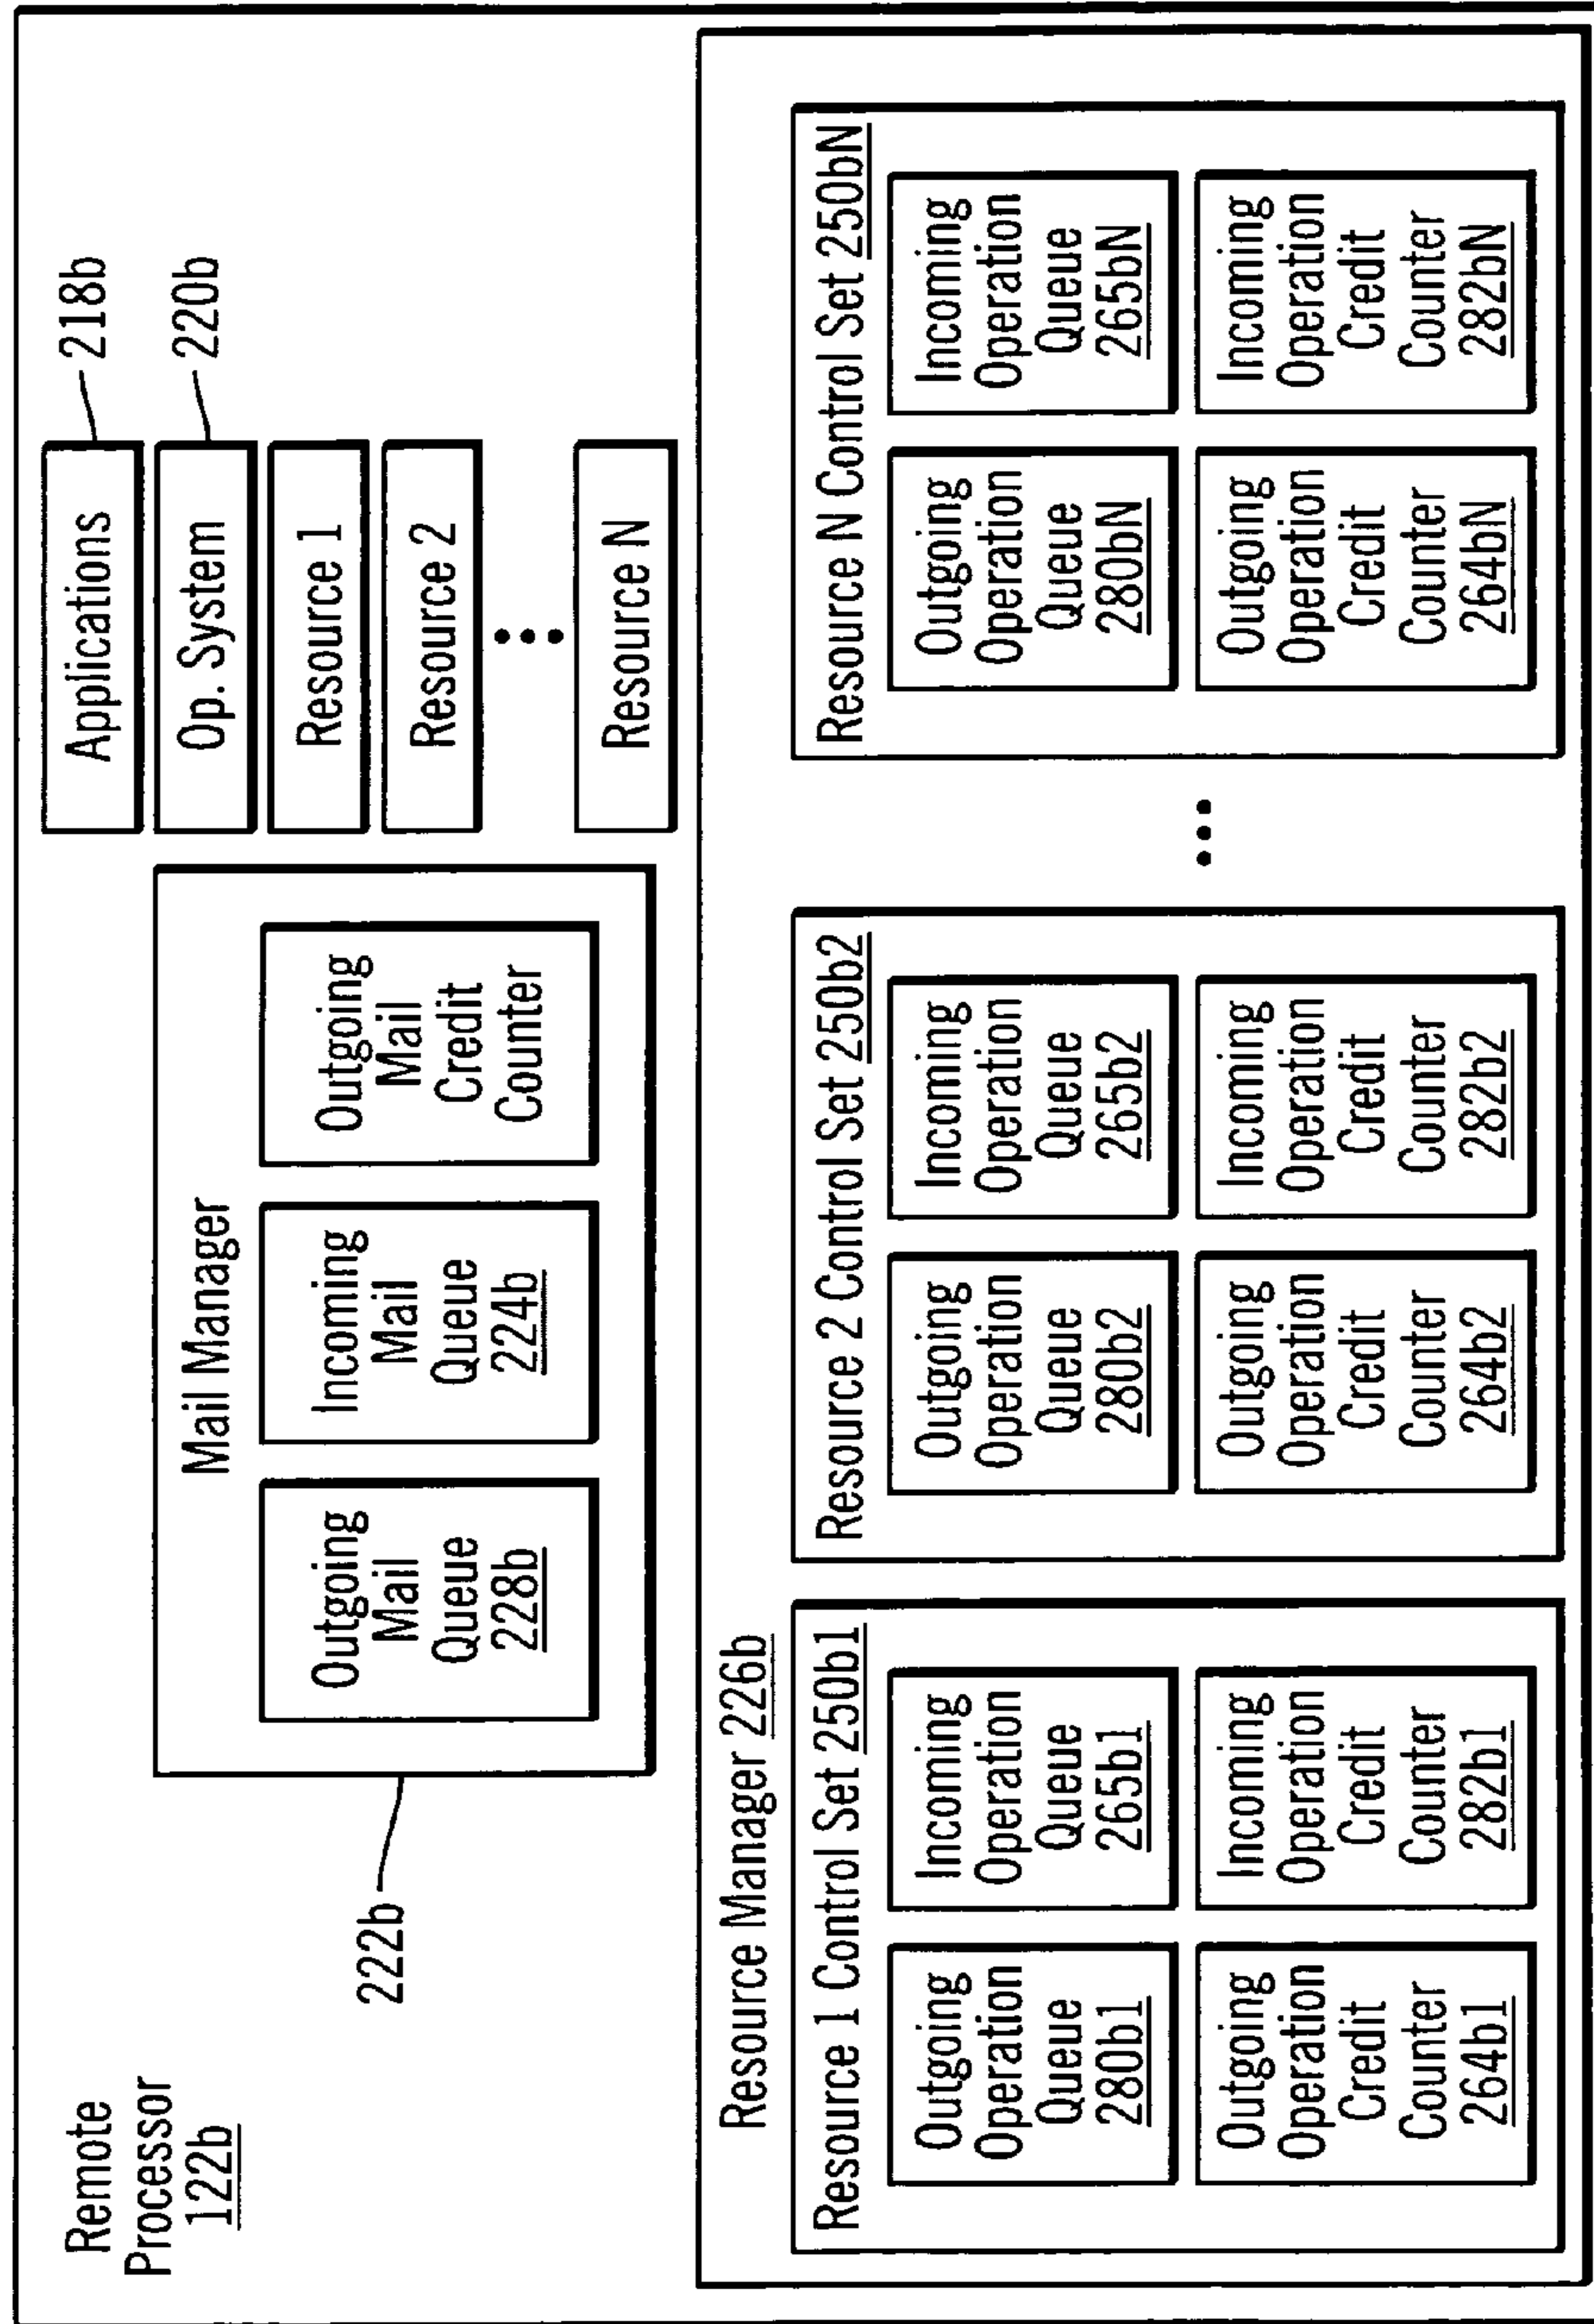 Remote
Processor
122b
222b
Mail Manager
Outgoing
Mail
Queue
228b
Incoming
Mail
Queue
224b
Outgoing
Mail
Credit
Counter
Applications
218b
Op. System
220b
Resource 1
Resource 2
Resource N
Resource Manager 226b
Resource 1 Control Set 250b1
Outgoing
Operation
Queue
280b1
Incoming
Operation
Queue
265b1
Outgoing
Operation
Credit
Counter
264b1
Incoming
Operation
Credit
Counter
282b1
Resource 2 Control Set 250b2
Outgoing
Operation
Queue
280b2
Incoming
Operation
Queue
265b2
Outgoing
Operation
Credit
Counter
264b2
Incoming
Operation
Credit
Counter
282b2
Resource N Control Set 250bN
Outgoing
Operation
Queue
280bN
Incoming
Operation
Queue
265bN
Outgoing
Operation
Credit
Counter
264bN
Incoming
Operation
Credit
Counter
282bN